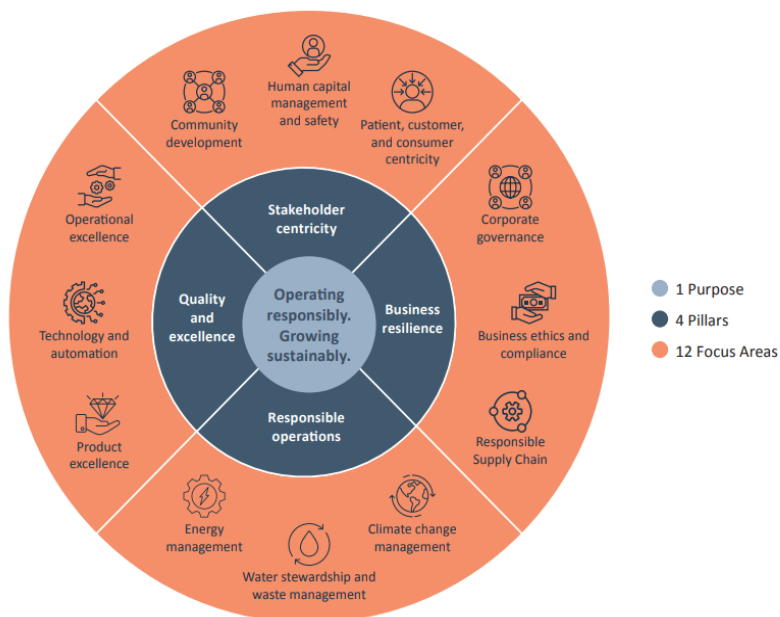 Human capital
management
and safety
Community
development
Patient, customer,
and consumer
centricity
Operational
excellence
Corporate
governance
Stakeholder
centricity
Technology and
automation
Quality
and
excellence
Operating
responsibly.
Growing
sustainably.
Business
resilience
Business ethics and
compliance
Product
excellence
Responsible
operations
Responsible
Supply Chain
Energy
management
Water stewardship and
waste management
Climate change
management
1 Purpose
4 Pillars
12 Focus Areas